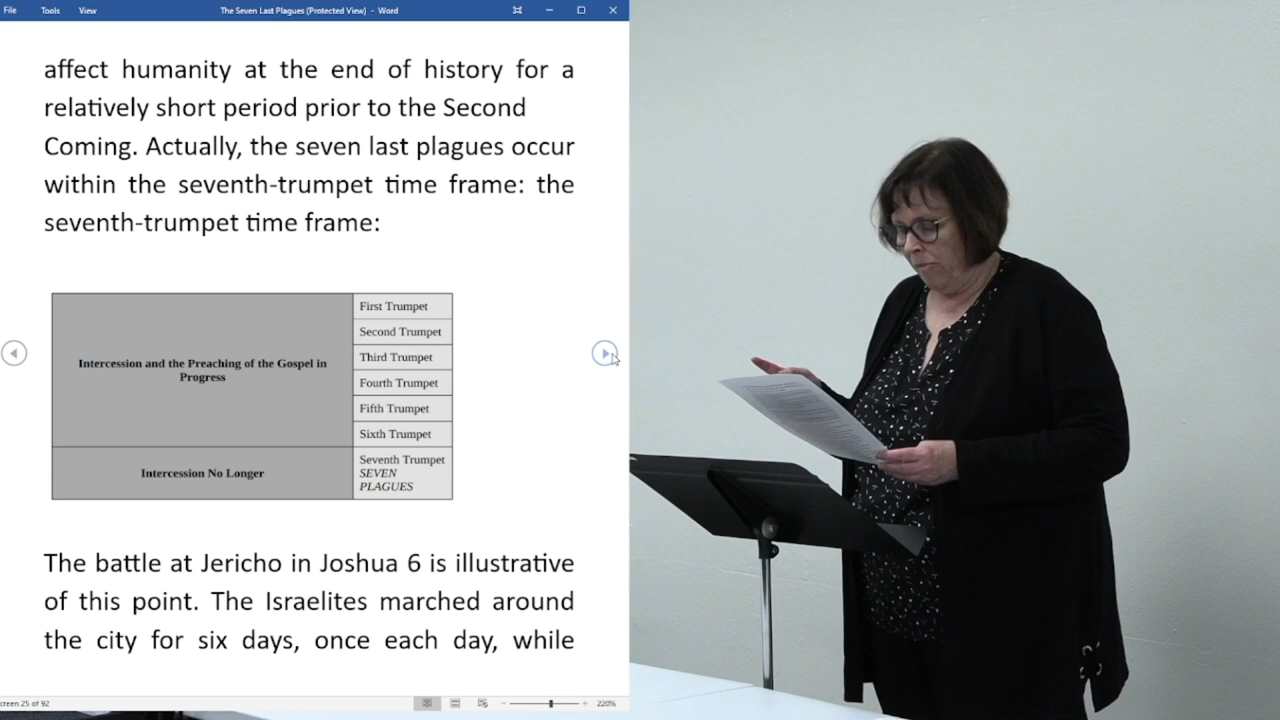 File Tools View The Seven Last Plagues (Protected View) - Word
affect humanity at the end of history for a
relatively short period prior to the Second
Coming. Actually, the seven last plagues occur
within the seventh-trumpet time frame: the
seventh-trumpet time frame:
First Trumpet
Second Trumpet
Third Trumpet
Intercession and the Preaching of the Gospel in
Progress
Fourth Trumpet
Fifth Trumpet
Sixth Trumpet
Intercession No Longer
Seventh Trumpet
SEVEN
PLAGUES
The battle at Jericho in Joshua 6 is illustrative
of this point. The Israelites marched around
the city for six days, once each day, while
creen 25 of 92 220%